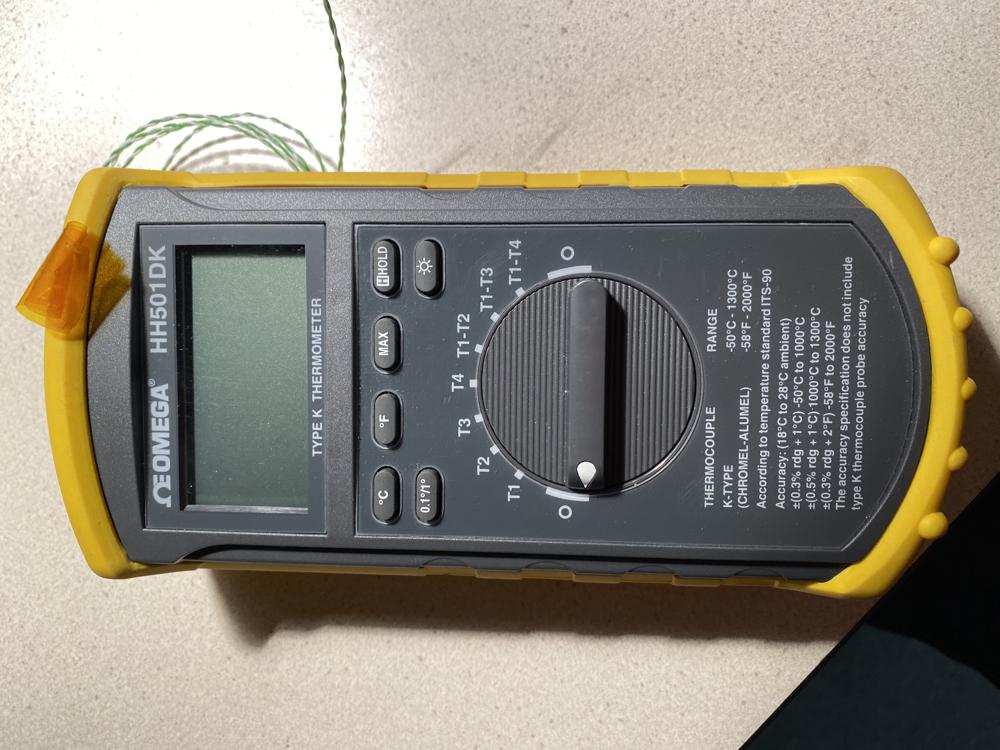 ΩEOMEGA® HH501DK
TYPE K THERMOMETER
°C
°F
MAX
H HOLD
0.1°/1°
O
T1
T2
T3
T4
T1-T2
T1-T3
T1-T4
O
THERMOCOUPLE RANGE
K-TYPE -50°C - 1300°C
(CHROMEL-ALUMEL) -58°F - 2000°F
According to temperature standard ITS-90
Accuracy: (18°C to 28°C ambient)
±(0.3% rdg + 1°C) -50°C to 1000°C
±(0.5% rdg + 1°C) 1000°C to 1300°C
±(0.3% rdg + 2°F) -58°F to 2000°F
The accuracy specification does not include
type K thermocouple probe accuracy